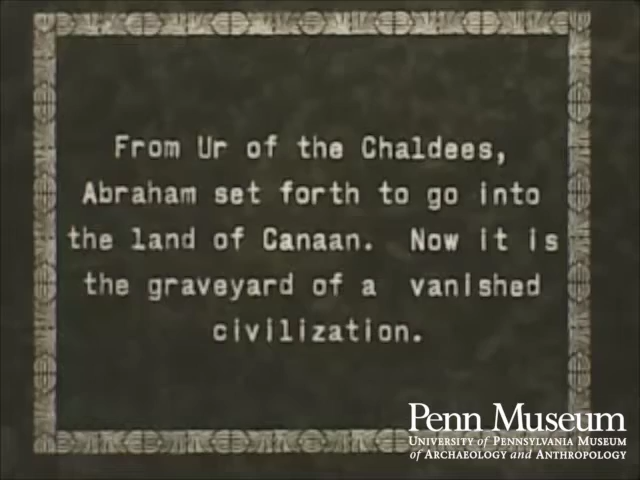 From Ur of the Chaldees,
Abraham set forth to go into
the land of Canaan. Now it is
the graveyard of a vanished
civilization.
Penn Museum
UNIVERSITY of PENNSYLVANIA MUSEUM
of ARCHAEOLOGY and ANTHROPOLOGY